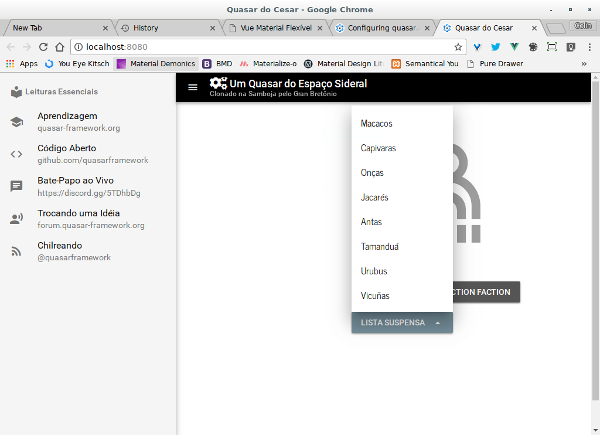 Quasar do Cesar - Google Chrome
New Tab
History
Vue Material Flexível
Configuring quasar.
Quasar do Cesar
Colin
localhost:8080
Apps
You Eye Kitsch
Material Demonics
BMD
Materialize-o
Material Design Lite
Semantical You
Pure Drawer
»
Leituras Essenciais
Aprendizagem
quasar-framework.org
Código Aberto
github.com/quasarframework
Bate-Papo ao Vivo
https://discord.gg/5TDhbDg
Trocando uma Idéia
forum.quasar-framework.org
Chilreando
@quasarframework
Um Quasar do Espaço Sideral
Clonado na Samboja pelo Gran Bretônio
Macacos
Capivaras
Onças
Jacarés
Antas
Tamanduá
Urubus
Vicuñas
CTION FACTION
LISTA SUSPENSA